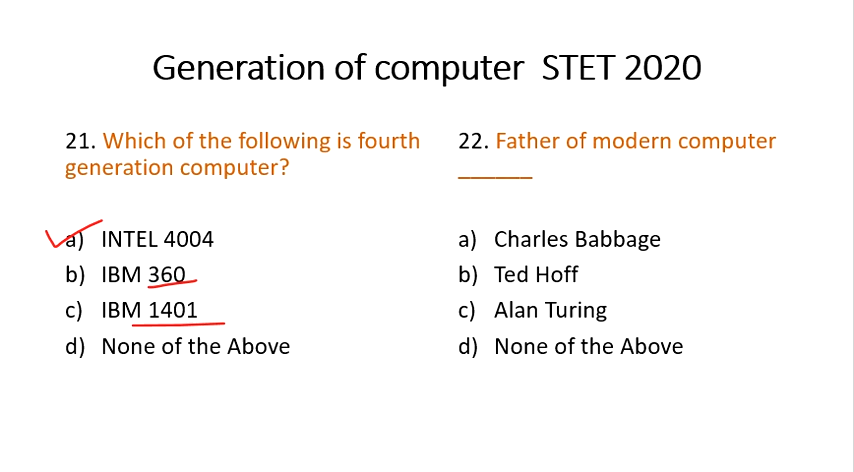 Generation of computer STET 2020
21. Which of the following is fourth
generation computer?
a) INTEL 4004
b) IBM 360
c) IBM 1401
d) None of the Above
22. Father of modern computer
______
a) Charles Babbage
b) Ted Hoff
c) Alan Turing
d) None of the Above